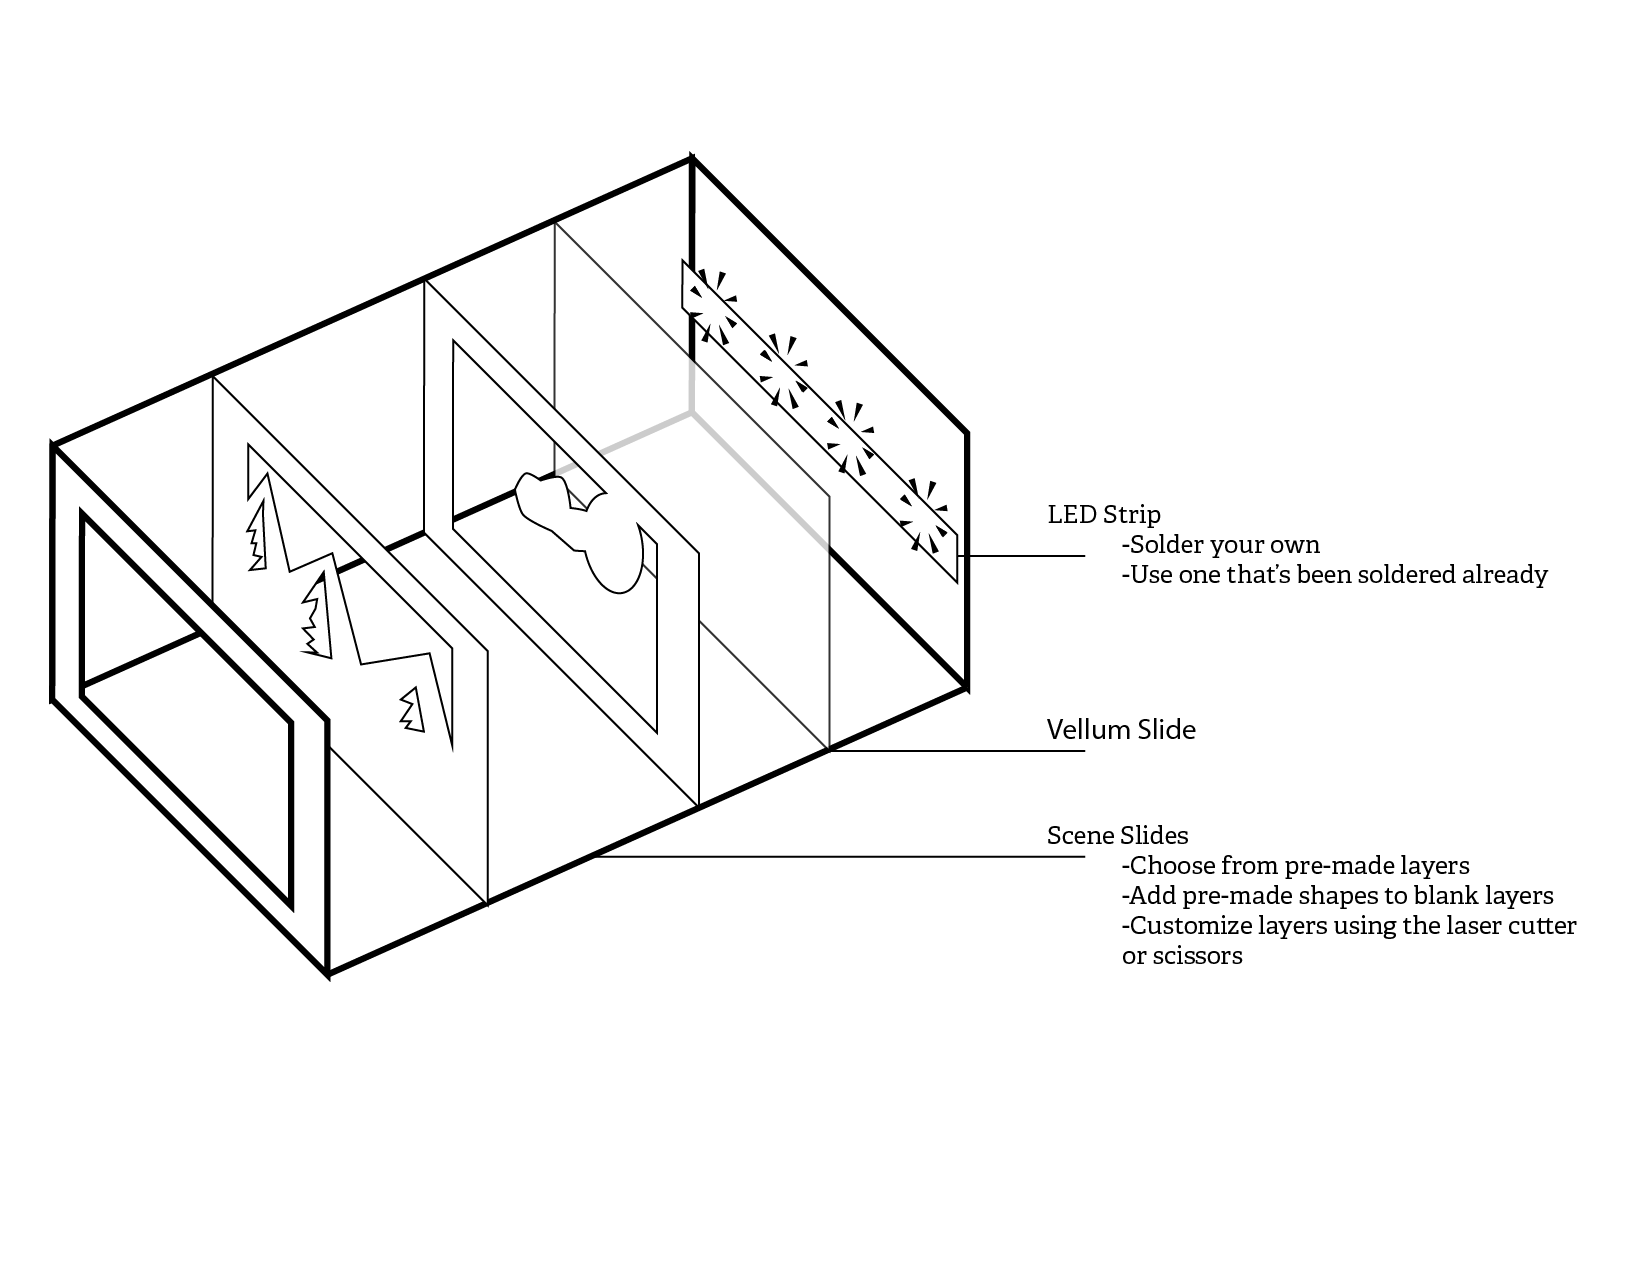 LED Strip
-Solder your own
-Use one that’s been soldered already
Vellum Slide
Scene Slides
-Choose from pre-made layers
-Add pre-made shapes to blank layers
-Customize layers using the laser cutter
or scissors